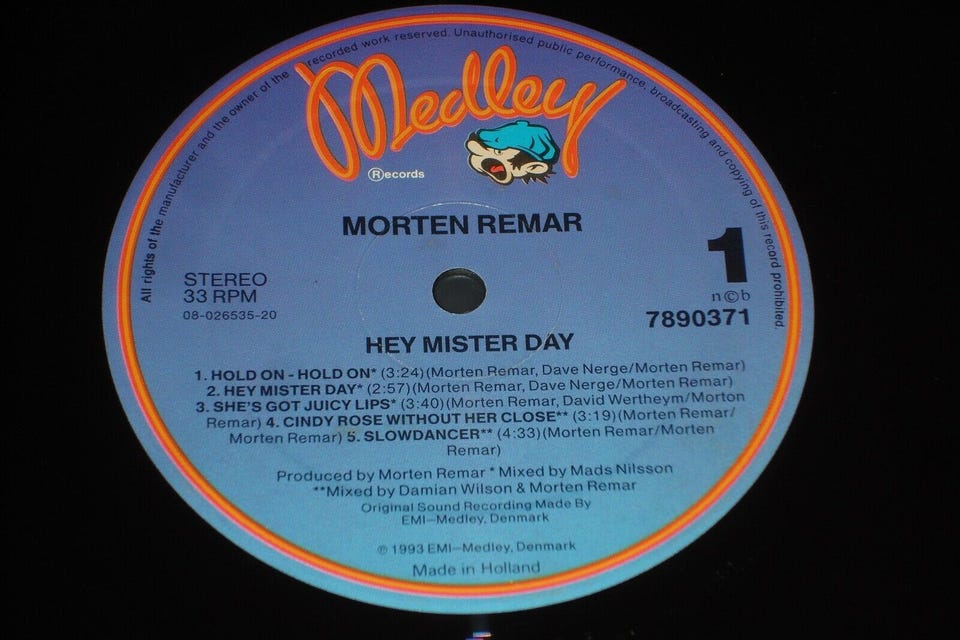 All rights of the manufacturer and the owner of the recorded work reserved. Unauthorised public performance, broadcasting and copying of this record prohibited.
Medley
Ⓡecords
MORTEN REMAR
1
STEREO
33 RPM
n©b
08-026535-20
7890371
HEY MISTER DAY
1. HOLD ON - HOLD ON* (3:24)(Morten Remar, Dave Nerge/Morten Remar)
2. HEY MISTER DAY* (2:57)(Morten Remar, Dave Nerge/Morten Remar)
3. SHE'S GOT JUICY LIPS* (3:40)(Morten Remar, David Wertheym/Morton
Remar) 4. CINDY ROSE WITHOUT HER CLOSE** (3:19)(Morten Remar/
Morten Remar) 5. SLOWDANCER** (4:33)(Morten Remar/Morten
Remar)
Produced by Morten Remar * Mixed by Mads Nilsson
**Mixed by Damian Wilson & Morten Remar
Original Sound Recording Made By
EMI–Medley, Denmark
℗ 1993 EMI–Medley, Denmark
Made in Holland